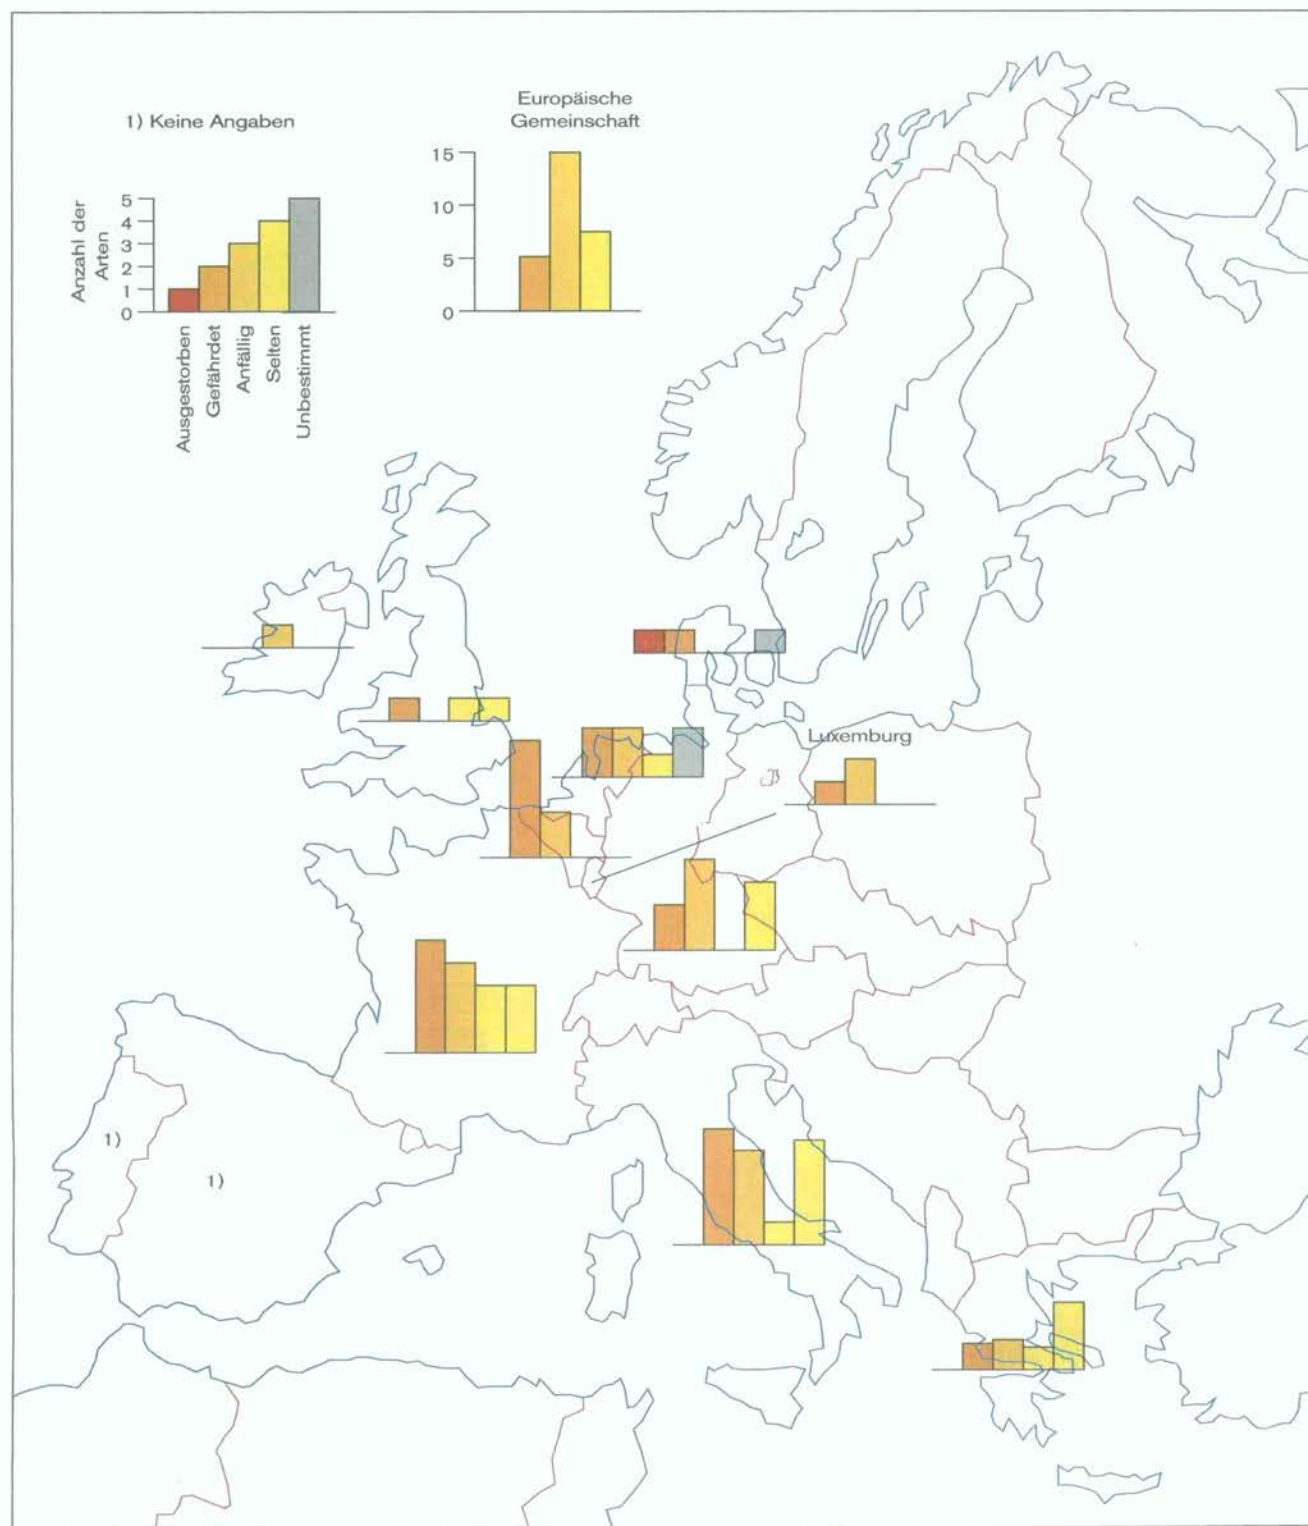 1) Keine Angaben
Anzahl der
Arten
5
4
3
2
1
0
Ausgestorben
Gefährdet
Anfällig
Selten
Unbestimmt
Europäische
Gemeinschaft
15
10
5
0
Luxemburg
1)
1)